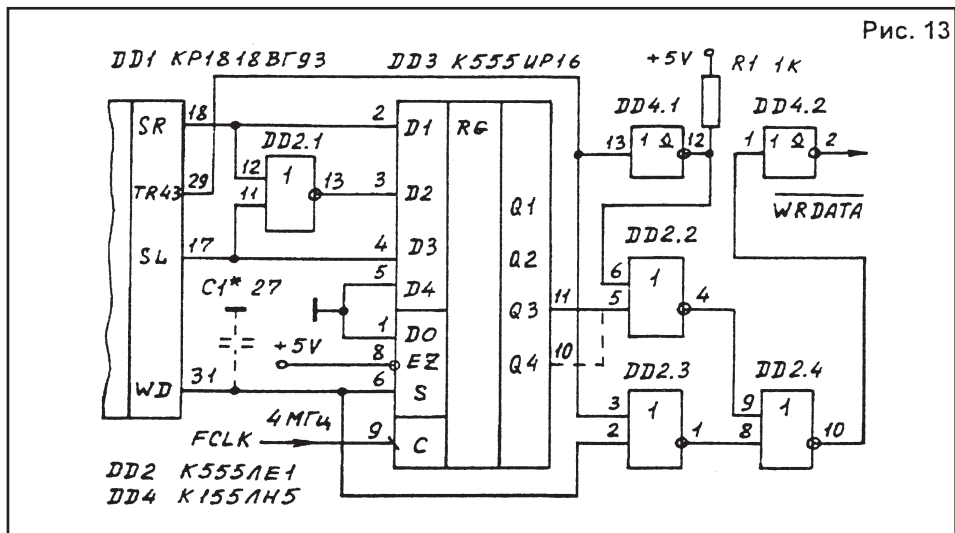 Рис. 13
DD1 КР1818ВГ93
DD3 К555ИР16
+5V
R1 1К
SR
18
2
D1
RG
DD4.1
DD4.2
DD2.1
13
1
12
1
1
2
12
11
1
13
3
D2
TR43
29
Q1
WRDATA
SL
17
4
D3
Q2
DD2.2
5
D4
6
1
C1* 27
Q3
11
5
4
1
D0
+5V
8
EZ
Q4
10
DD2.3
DD2.4
WD
31
6
S
3
1
9
1
4 МГц
2
1
8
10
FCLK
9
C
DD2 К555ЛЕ1
DD4 К155ЛН5